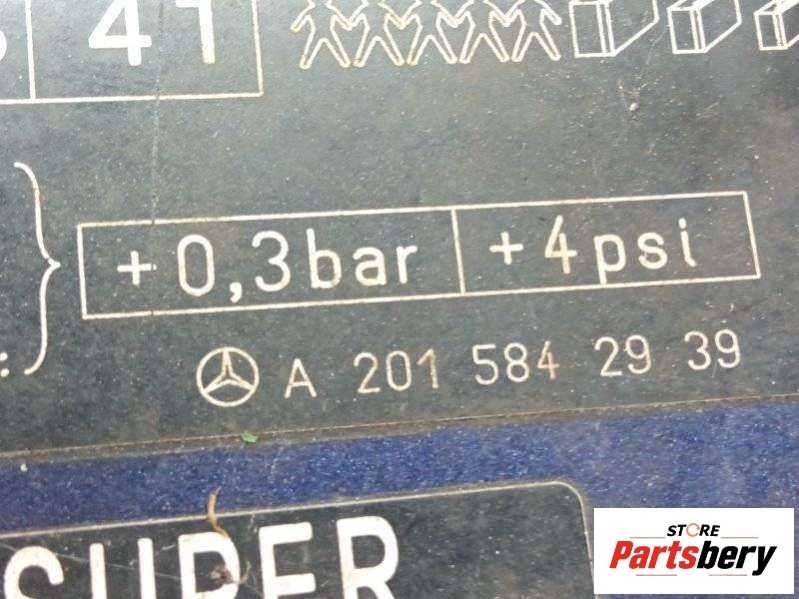 41
+0,3bar +4psi
A 201 584 29 39
SUPER
STORE
Partsbery